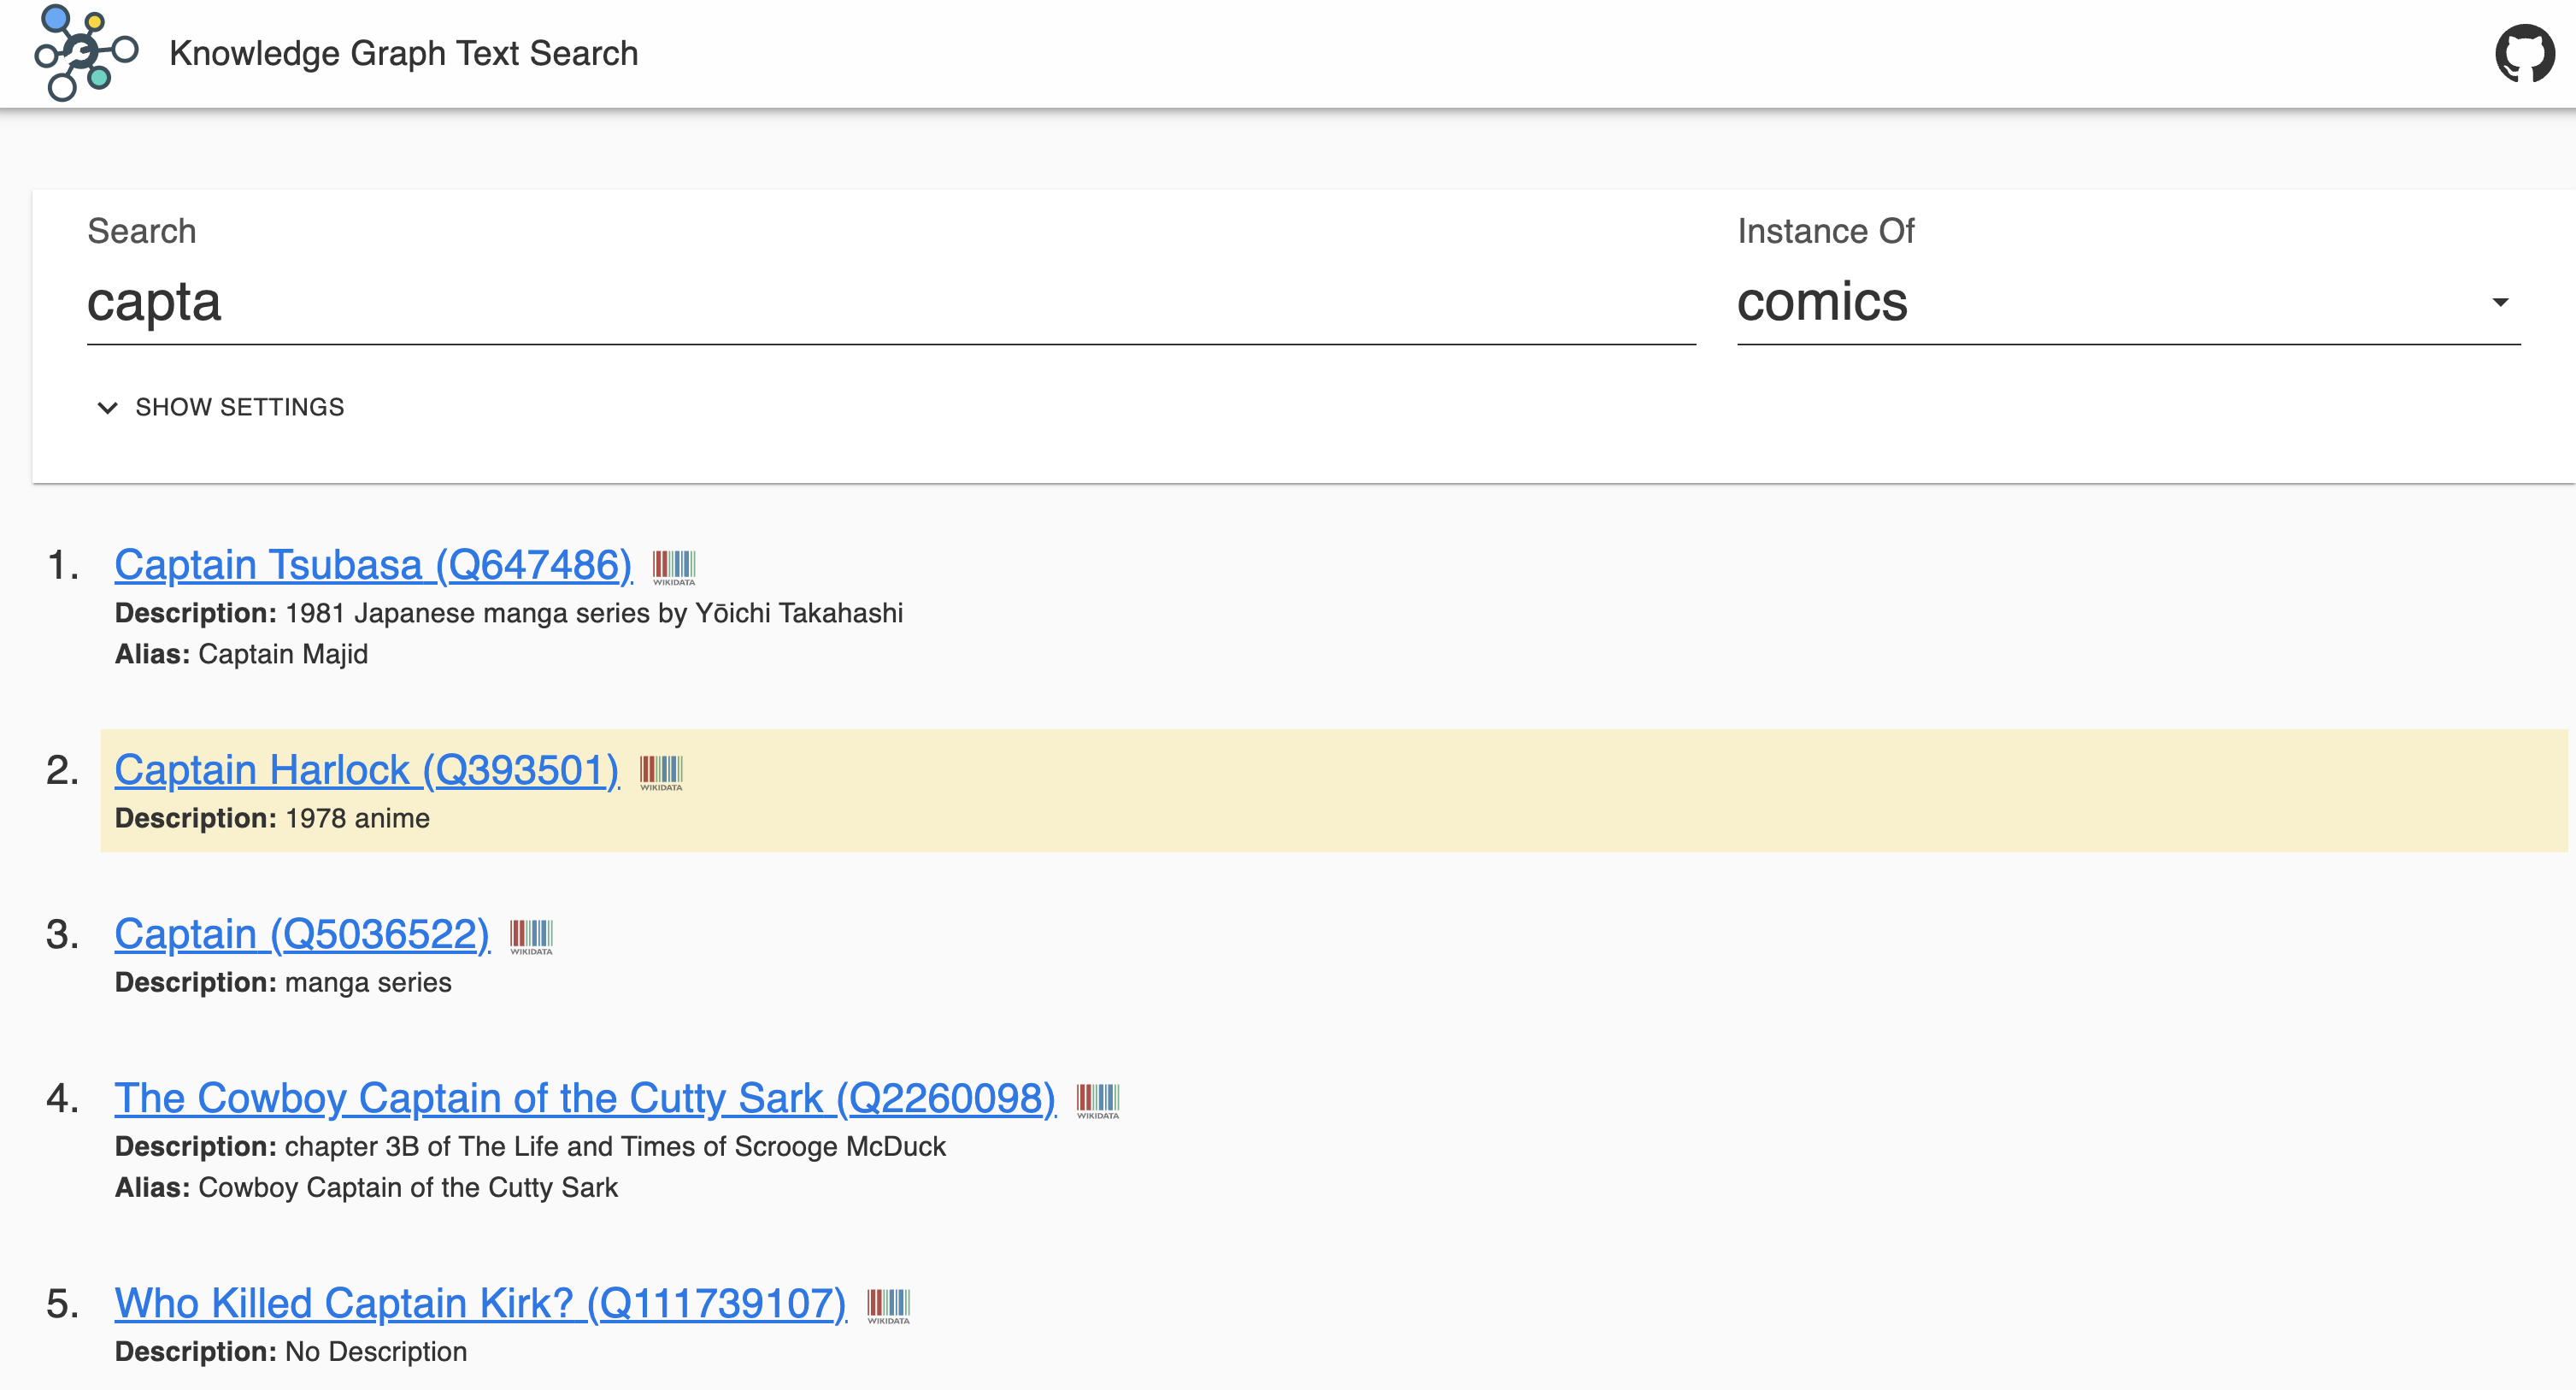 Knowledge Graph Text Search
Search
Instance Of
capta
comics
SHOW SETTINGS
1. Captain Tsubasa (Q647486) WIKIDATA
Description: 1981 Japanese manga series by Yōichi Takahashi
Alias: Captain Majid
2. Captain Harlock (Q393501) WIKIDATA
Description: 1978 anime
3. Captain (Q5036522) WIKIDATA
Description: manga series
4. The Cowboy Captain of the Cutty Sark (Q2260098) WIKIDATA
Description: chapter 3B of The Life and Times of Scrooge McDuck
Alias: Cowboy Captain of the Cutty Sark
5. Who Killed Captain Kirk? (Q111739107) WIKIDATA
Description: No Description